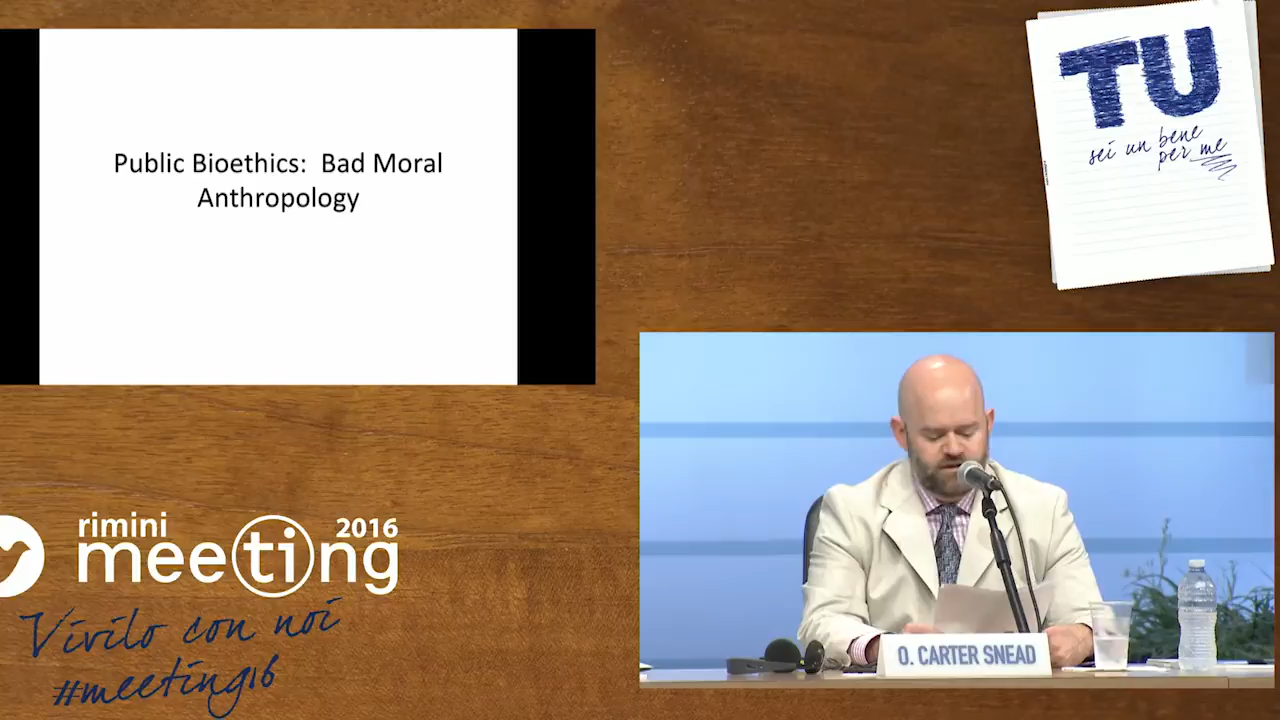 Public Bioethics: Bad Moral
Anthropology
TU
sei un bene
per me
rimini
2016
meeting
Vivilo con noi
#meeting16
O. CARTER SNEAD